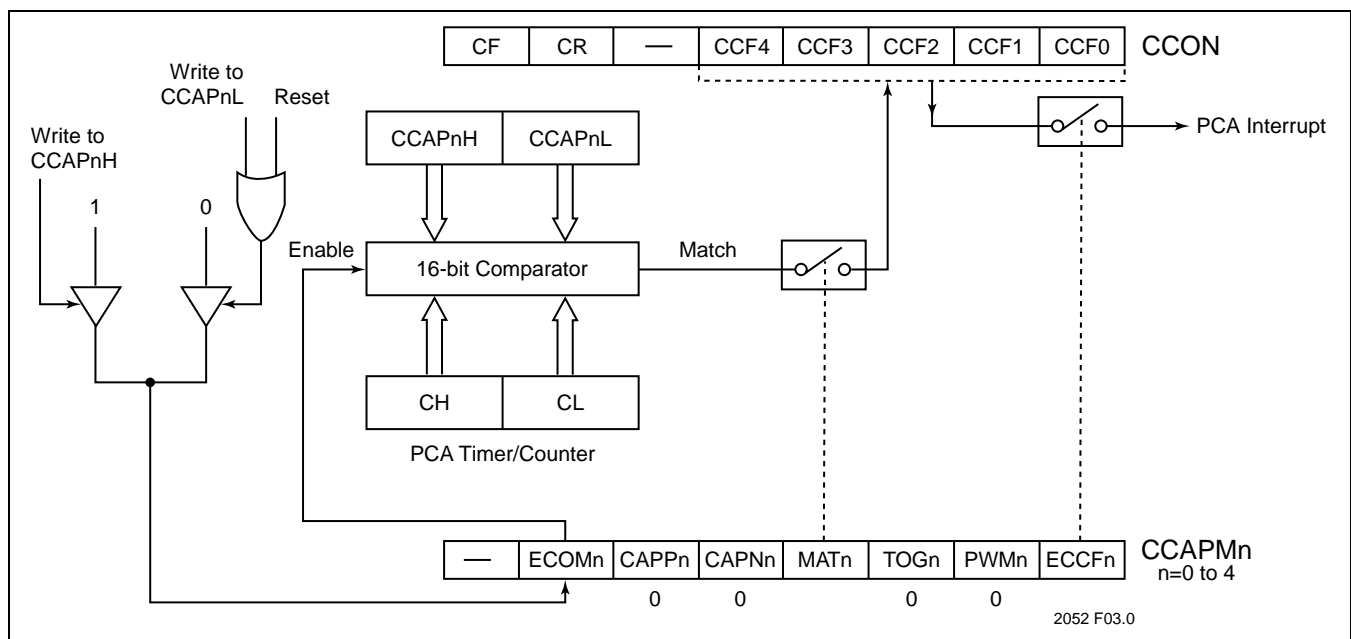 CF CR — CCF4 CCF3 CCF2 CCF1 CCF0 CCON
Write to
CCAPnL
Reset
Write to
CCAPnH
CCAPnH CCAPnL
PCA Interrupt
1 0
Enable
16-bit Comparator
Match
CH CL
PCA Timer/Counter
— ECOMn CAPPn CAPNn MATn TOGn PWMn ECCFn CCAPMn
n=0 to 4
0 0 0 0
2052 F03.0